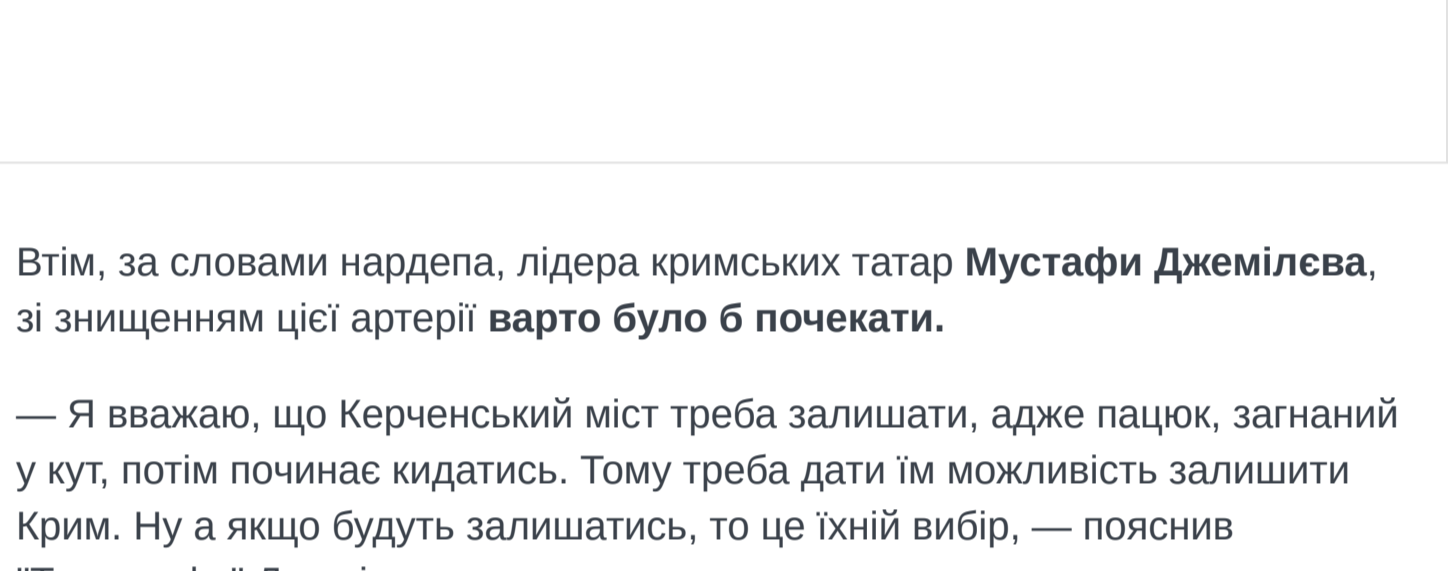 Втім, за словами нардепа, лідера кримських татар Мустафи Джемілєва,
зі знищенням цієї артерії варто було б почекати.
— Я вважаю, що Керченський міст треба залишати, адже пацюк, загнаний
у кут, потім починає кидатись. Тому треба дати їм можливість залишити
Крим. Ну а якщо будуть залишатись, то це їхній вибір, — пояснив